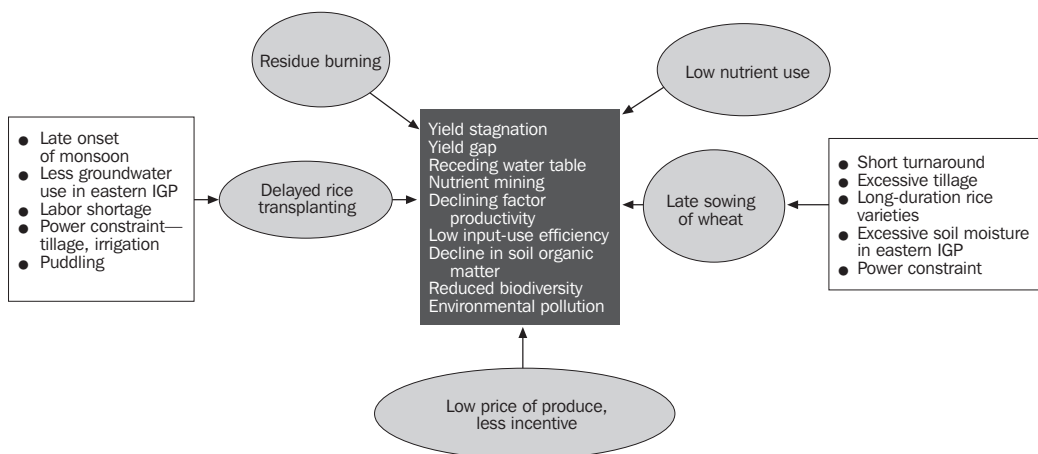 Residue burning
Low nutrient use
● Late onset
of monsoon
● Less groundwater
use in eastern IGP
● Labor shortage
● Power constraint—
tillage, irrigation
● Puddling
Delayed rice
transplanting
Yield stagnation
Yield gap
Receding water table
Nutrient mining
Declining factor
productivity
Low input-use efficiency
Decline in soil organic
matter
Reduced biodiversity
Environmental pollution
Late sowing
of wheat
● Short turnaround
● Excessive tillage
● Long-duration rice
varieties
● Excessive soil moisture
in eastern IGP
● Power constraint
Low price of produce,
less incentive